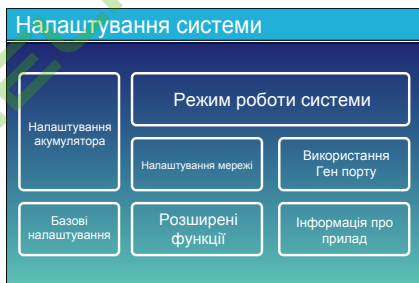 Налаштування системи
Режим роботи системи
Налаштування
акумулятора
Налаштування мережі
Використання
Ген порту
Базові
налаштування
Розширені
функції
Інформація про
прилад